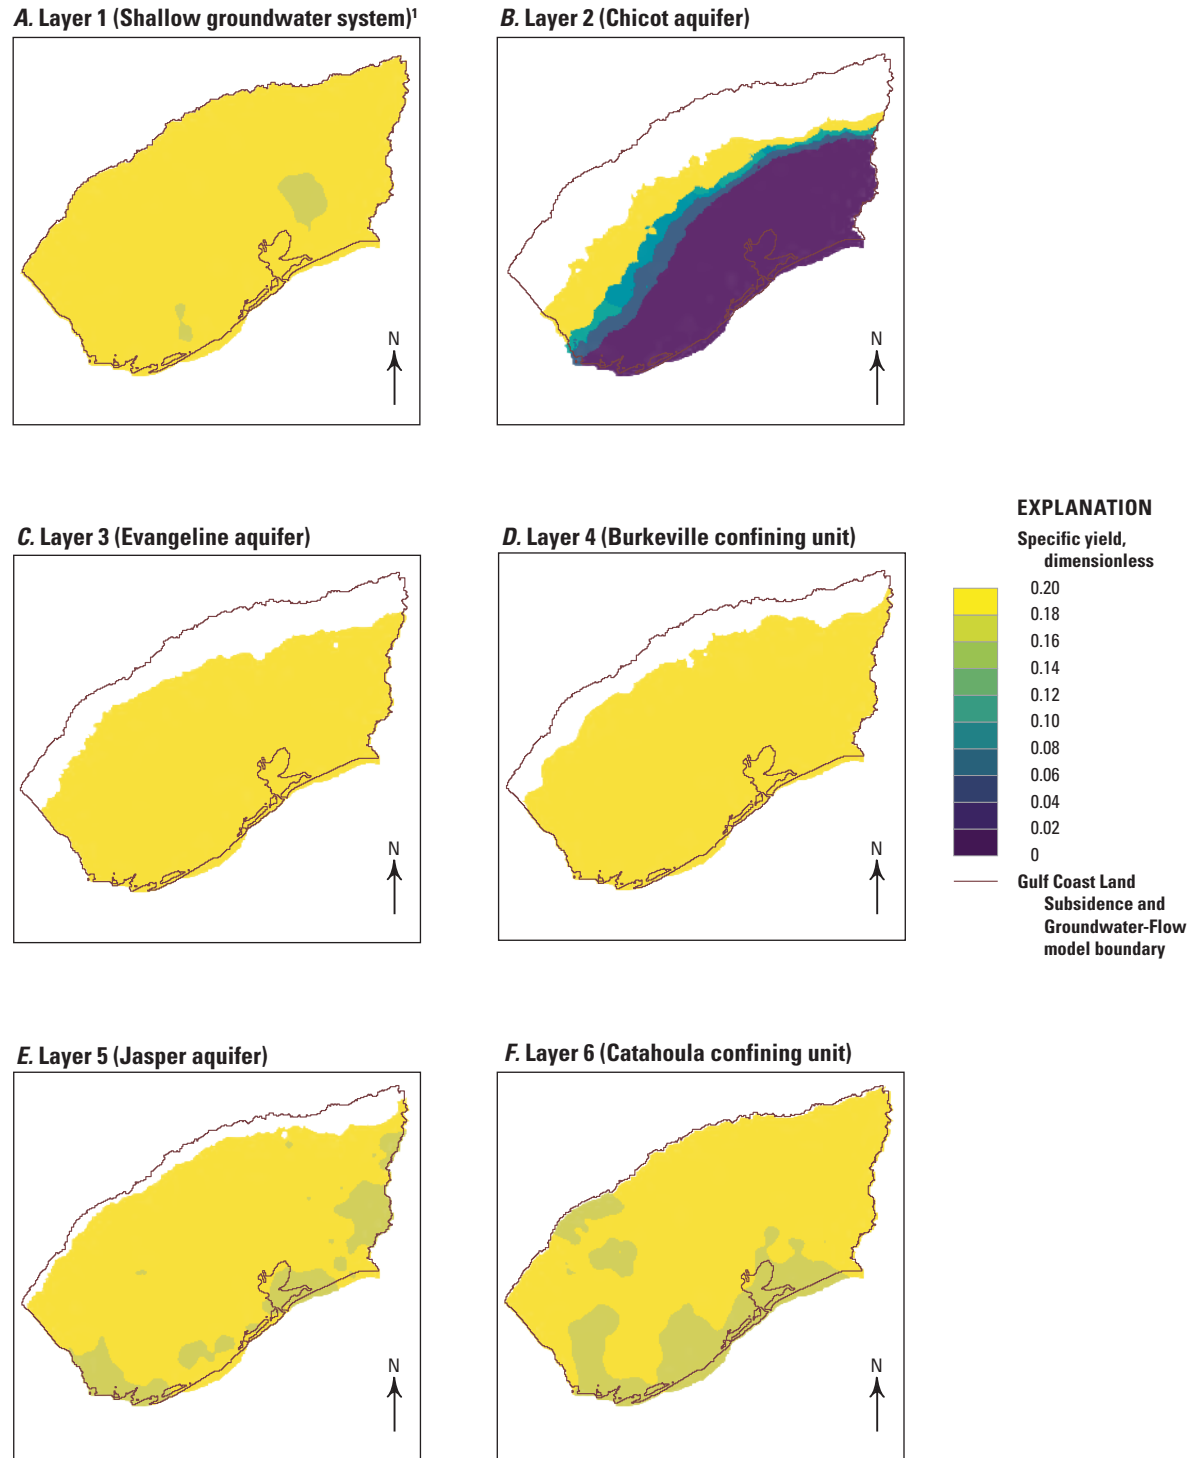 A. Layer 1 (Shallow groundwater system)¹
N
B. Layer 2 (Chicot aquifer)
N
C. Layer 3 (Evangeline aquifer)
N
D. Layer 4 (Burkeville confining unit)
N
EXPLANATION
Specific yield,
dimensionless
0.20
0.18
0.16
0.14
0.12
0.10
0.08
0.06
0.04
0.02
0
Gulf Coast Land
Subsidence and
Groundwater-Flow
model boundary
E. Layer 5 (Jasper aquifer)
N
F. Layer 6 (Catahoula confining unit)
N